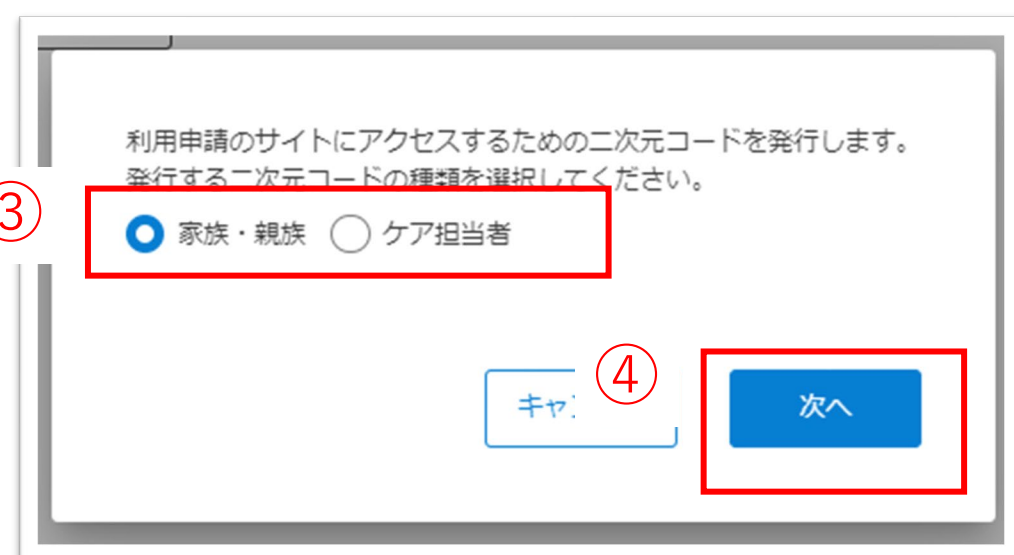 利用申請のサイトにアクセスするための二次元コードを発行します。
発行する二次元コードの種類を選択してください。
③
家族・親族 ケア担当者
④
キャ
次へ